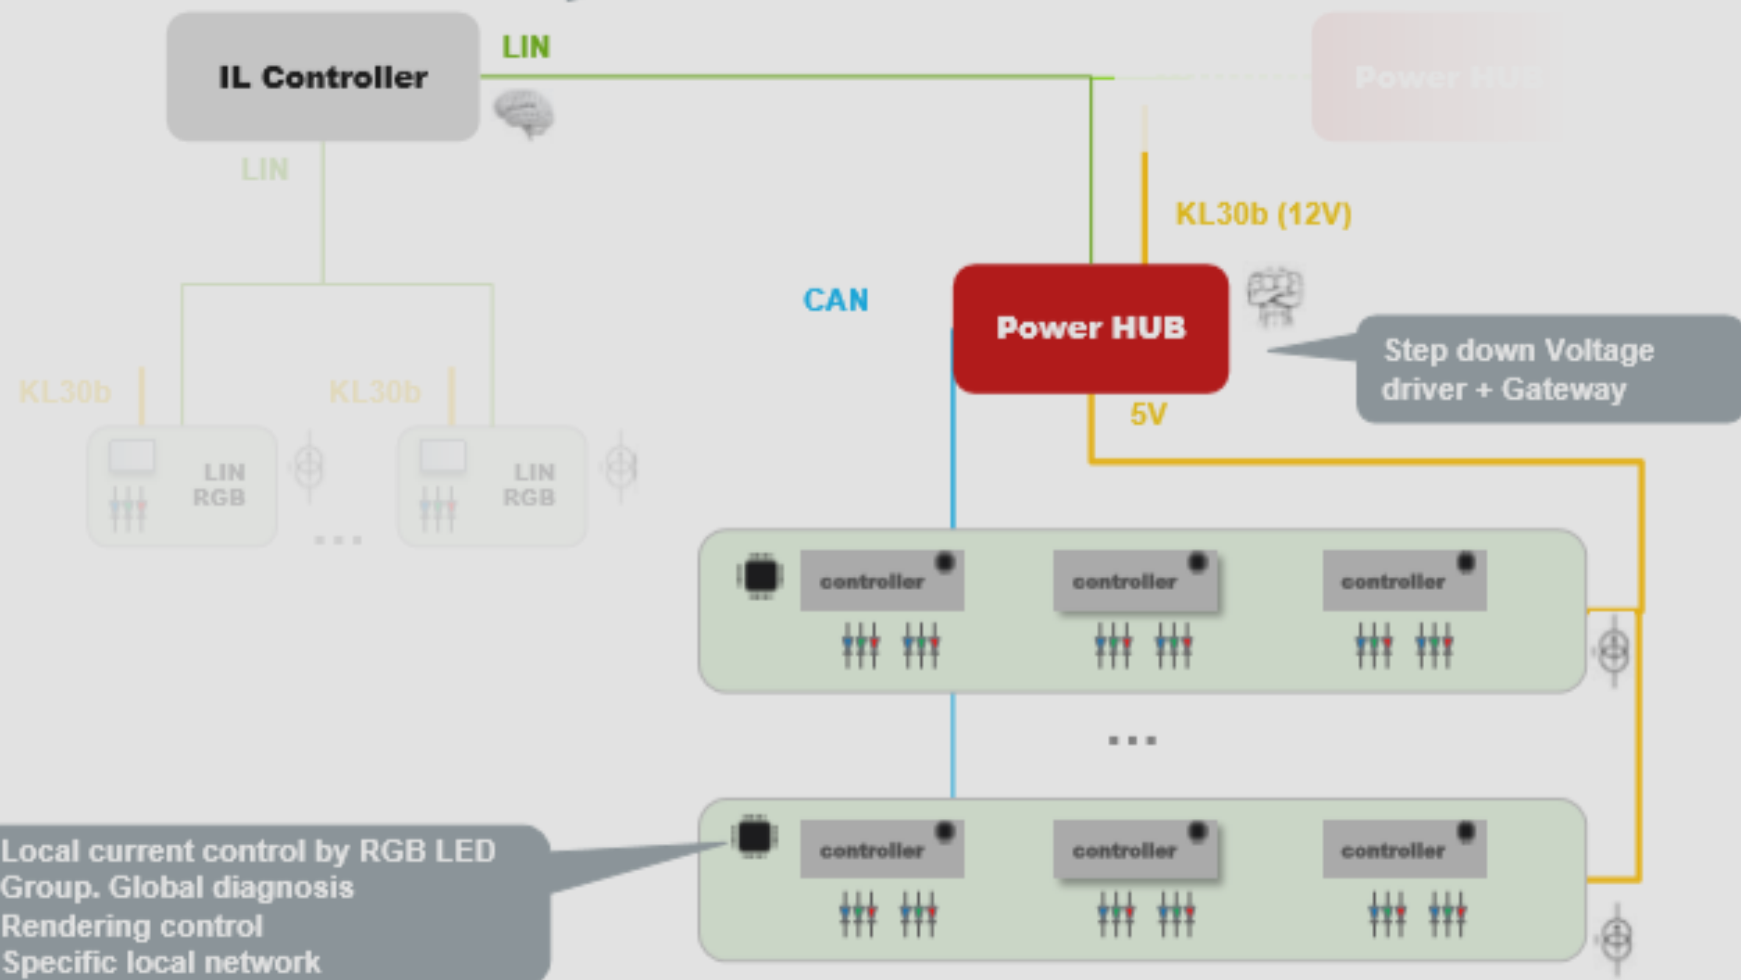 LIN
IL Controller
Power HUB
LIN
KL30b (12V)
CAN
Power HUB
Step down Voltage
driver + Gateway
KL30b
KL30b
5V
LIN
RGB
LIN
RGB
...
controller
controller
controller
...
controller
controller
controller
Local current control by RGB LED
Group. Global diagnosis
Rendering control
Specific local network